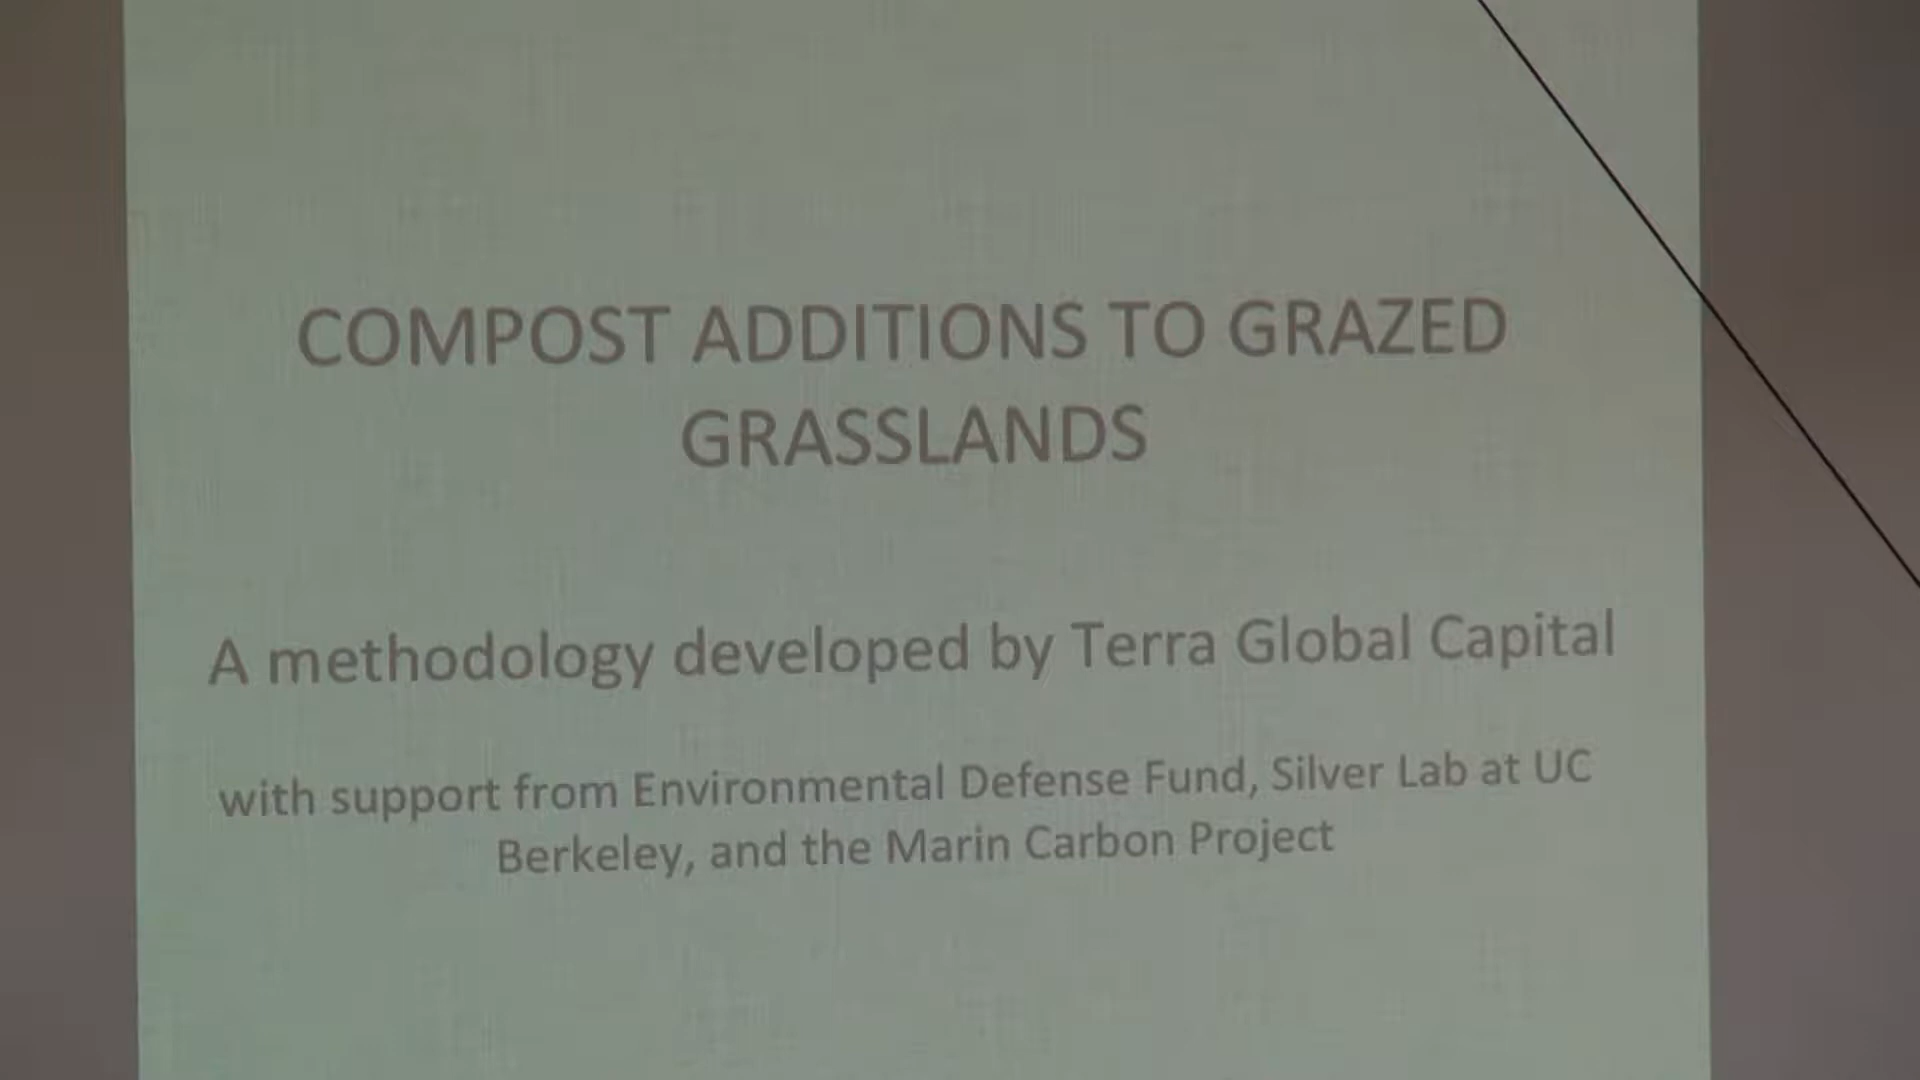 COMPOST ADDITIONS TO GRAZED
GRASSLANDS
A methodology developed by Terra Global Capital
with support from Environmental Defense Fund, Silver Lab at UC
Berkeley, and the Marin Carbon Project